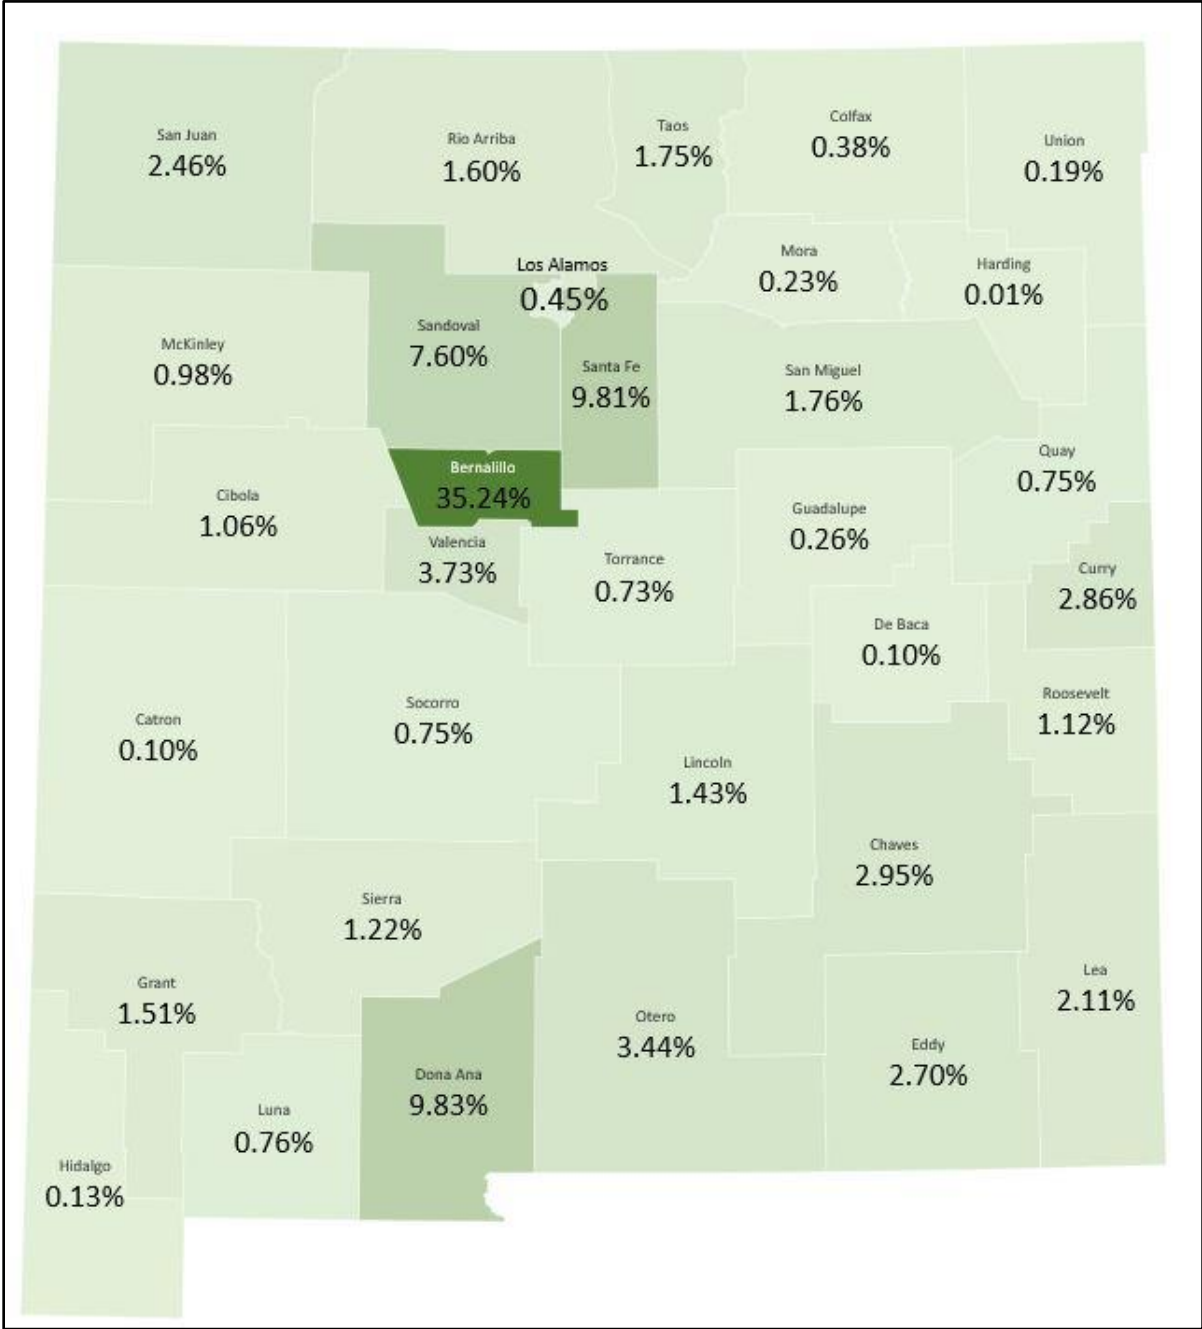 San Juan
2.46%
Rio Arriba
1.60%
Taos
1.75%
Colfax
0.38%
Union
0.19%
Los Alamos
0.45%
Mora
0.23%
Harding
0.01%
McKinley
0.98%
Sandoval
7.60%
Santa Fe
9.81%
San Miguel
1.76%
Quay
0.75%
Cibola
1.06%
Bernalillo
35.24%
Valencia
3.73%
Torrance
0.73%
Guadalupe
0.26%
Curry
2.86%
De Baca
0.10%
Roosevelt
1.12%
Catron
0.10%
Socorro
0.75%
Lincoln
1.43%
Chaves
2.95%
Sierra
1.22%
Grant
1.51%
Lea
2.11%
Otero
3.44%
Eddy
2.70%
Dona Ana
9.83%
Luna
0.76%
Hidalgo
0.13%